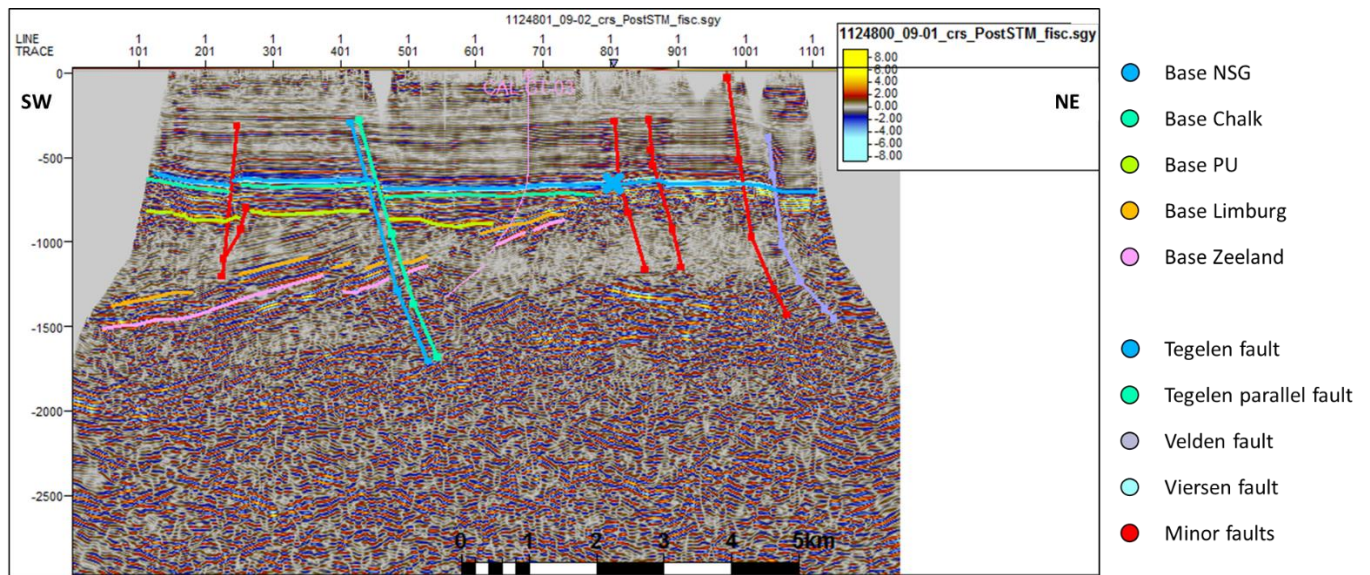 1124801_09-02_crs_PostSTM_fisc.sgy
LINE 1 1 1 1 1 1 1 1 1 1 1
TRACE 101 201 301 401 501 601 701 801 901 1001 1101
1124800_09-01_crs_PostSTM_fisc.sgy
8.00
6.00
4.00
2.00
0.00
-2.00
-4.00
-6.00
-8.00
0
SW
NE
-500
-1000
-1500
-2000
-2500
0 1 2 3 4 5km
Base NSG
Base Chalk
Base PU
Base Limburg
Base Zeeland
Tegelen fault
Tegelen parallel fault
Velden fault
Viersen fault
Minor faults